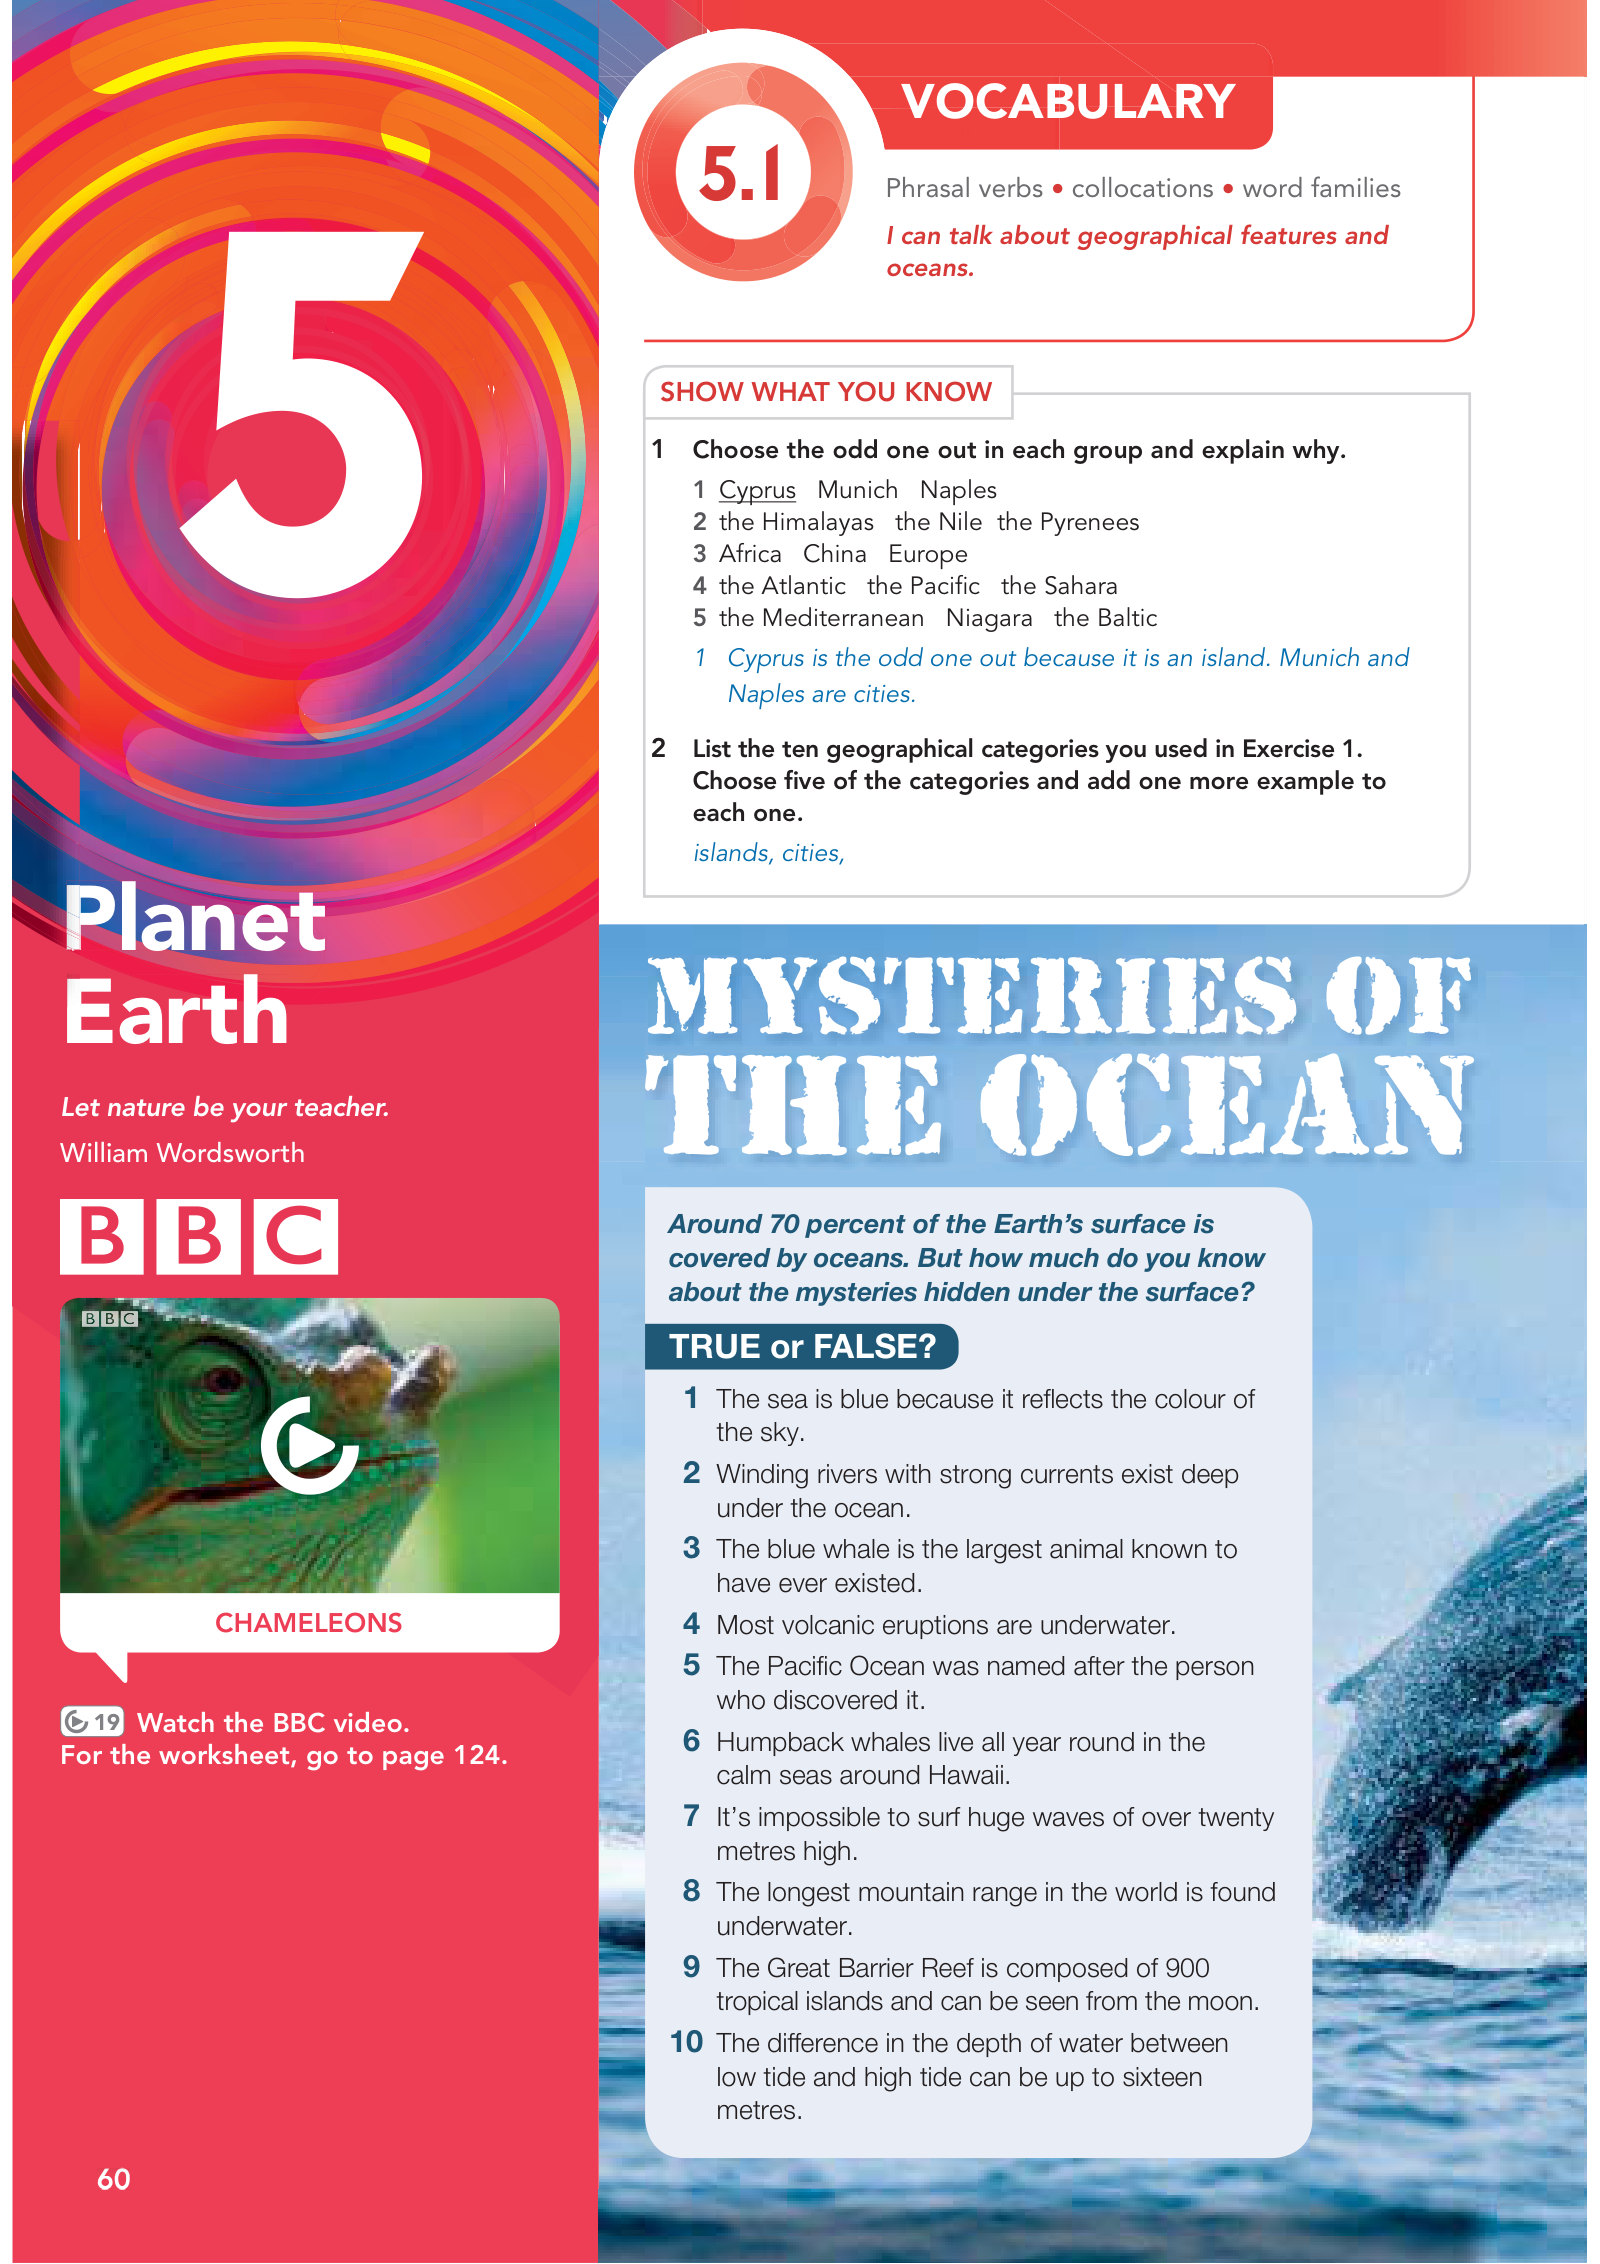 5
Planet
Earth
Let nature be your teacher.
William Wordsworth
BBC
BBC
CHAMELEONS
19 Watch the BBC video.
For the worksheet, go to page 124.
60
5.1
VOCABULARY
Phrasal verbs • collocations • word families
I can talk about geographical features and
oceans.
SHOW WHAT YOU KNOW
1 Choose the odd one out in each group and explain why.
1 Cyprus Munich Naples
2 the Himalayas the Nile the Pyrenees
3 Africa China Europe
4 the Atlantic the Pacific the Sahara
5 the Mediterranean Niagara the Baltic
1 Cyprus is the odd one out because it is an island. Munich and
Naples are cities.
2 List the ten geographical categories you used in Exercise 1.
Choose five of the categories and add one more example to
each one.
islands, cities,
MYSTERIES OF
THE OCEAN
Around 70 percent of the Earth's surface is
covered by oceans. But how much do you know
about the mysteries hidden under the surface?
TRUE or FALSE?
1 The sea is blue because it reflects the colour of
the sky.
2 Winding rivers with strong currents exist deep
under the ocean.
3 The blue whale is the largest animal known to
have ever existed.
4 Most volcanic eruptions are underwater.
5 The Pacific Ocean was named after the person
who discovered it.
6 Humpback whales live all year round in the
calm seas around Hawaii.
7 It's impossible to surf huge waves of over twenty
metres high.
8 The longest mountain range in the world is found
underwater.
9 The Great Barrier Reef is composed of 900
tropical islands and can be seen from the moon.
10 The difference in the depth of water between
low tide and high tide can be up to sixteen
metres.